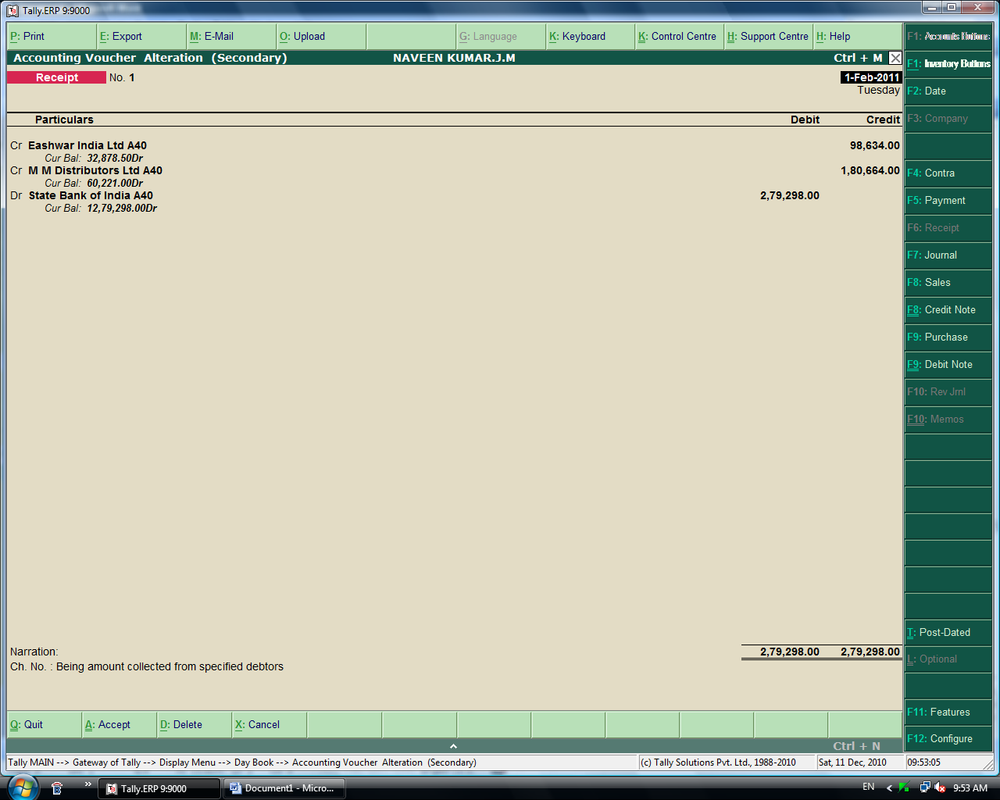 Tally.ERP 9:9000
P: Print E: Export M: E-Mail O: Upload G: Language K: Keyboard K: Control Centre H: Support Centre H: Help
Accounting Voucher Alteration (Secondary) NAVEEN KUMAR.J.M Ctrl + M
Receipt No. 1 1-Feb-2011
Tuesday
Particulars Debit Credit
Cr Eashwar India Ltd A40 98,634.00
Cur Bal: 32,878.50Dr
Cr M M Distributors Ltd A40 1,80,664.00
Cur Bal: 60,221.00Dr
Dr State Bank of India A40 2,79,298.00
Cur Bal: 12,79,298.00Dr
Narration: 2,79,298.00 2,79,298.00
Ch. No. : Being amount collected from specified debtors
Q: Quit A: Accept D: Delete X: Cancel
Ctrl + N
F1: Accounts Buttons
F1: Inventory Buttons
F2: Date
F3: Company
F4: Contra
F5: Payment
F6: Receipt
F7: Journal
F8: Sales
F8: Credit Note
F9: Purchase
F9: Debit Note
F10: Rev Jrnl
F10: Memos
T: Post-Dated
L: Optional
F11: Features
F12: Configure
Tally MAIN --> Gateway of Tally --> Display Menu --> Day Book --> Accounting Voucher Alteration (Secondary) (c) Tally Solutions Pvt. Ltd., 1988-2010 Sat, 11 Dec, 2010 09:53:05
Tally.ERP 9:9000 Document1 - Micro... EN 9:53 AM